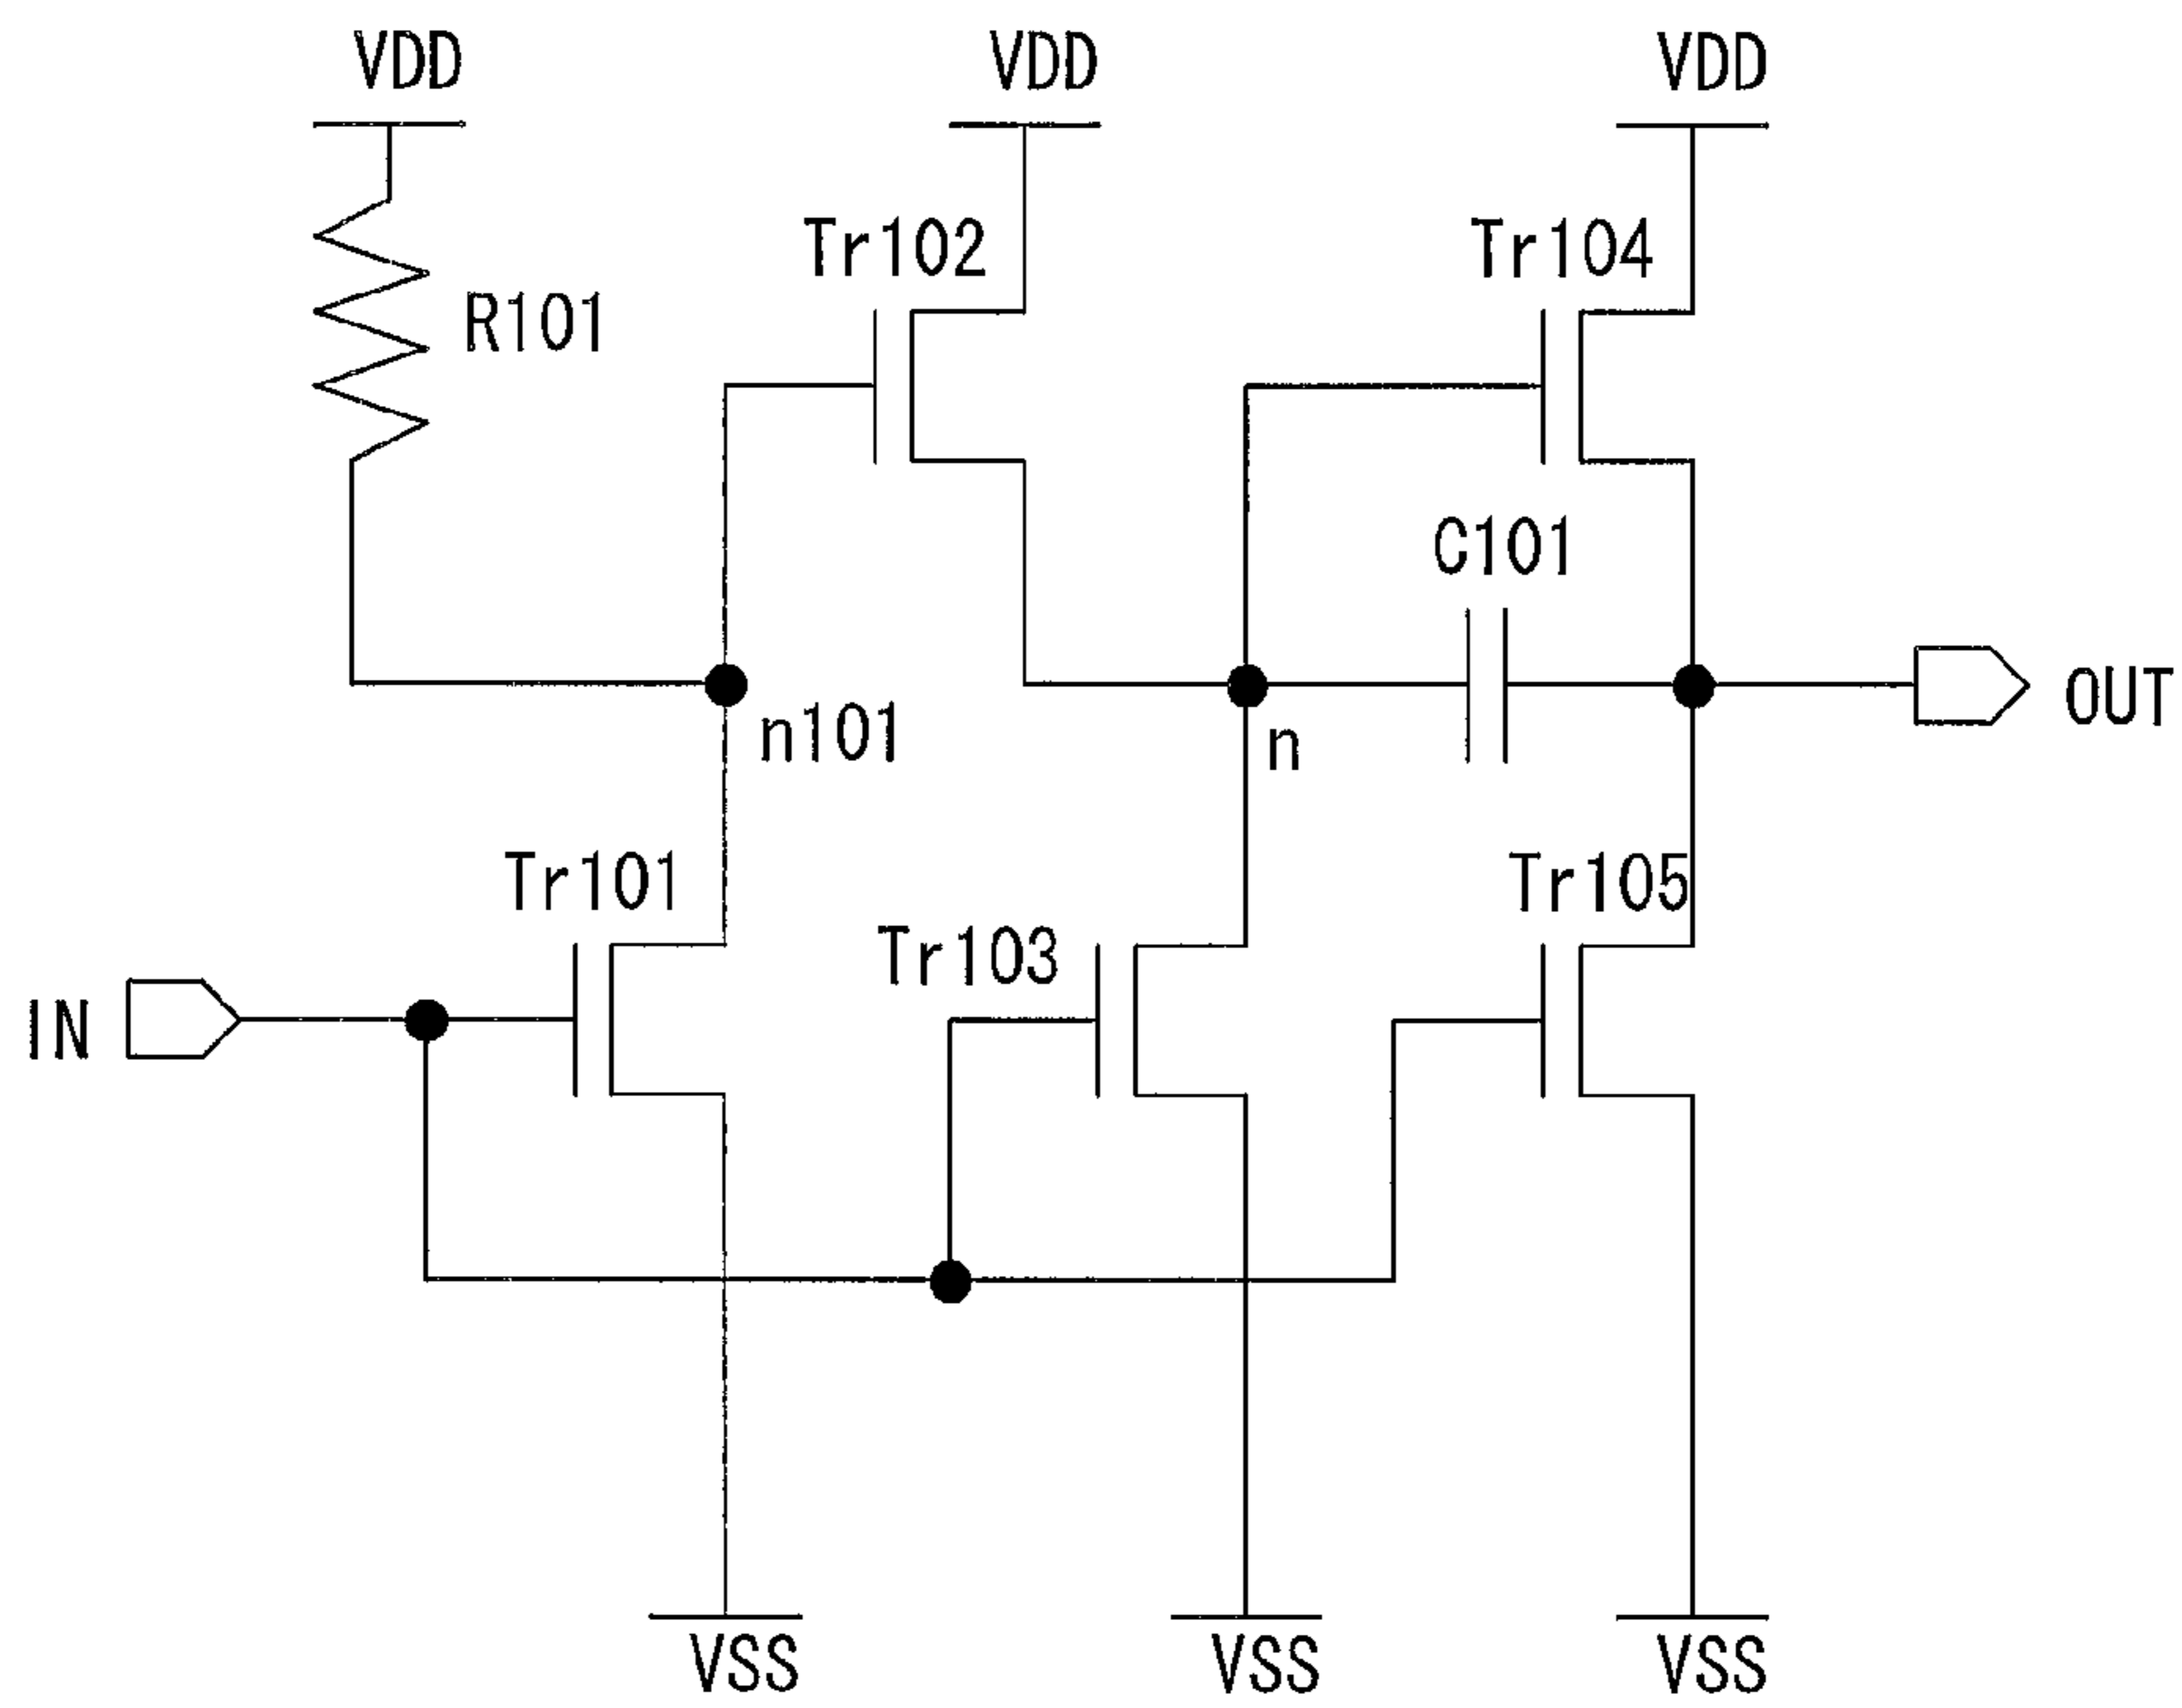 VDD
VDD
VDD
Tr102
Tr104
R101
C101
n101
n
OUT
Tr101
Tr103
Tr105
IN
VSS
VSS
VSS